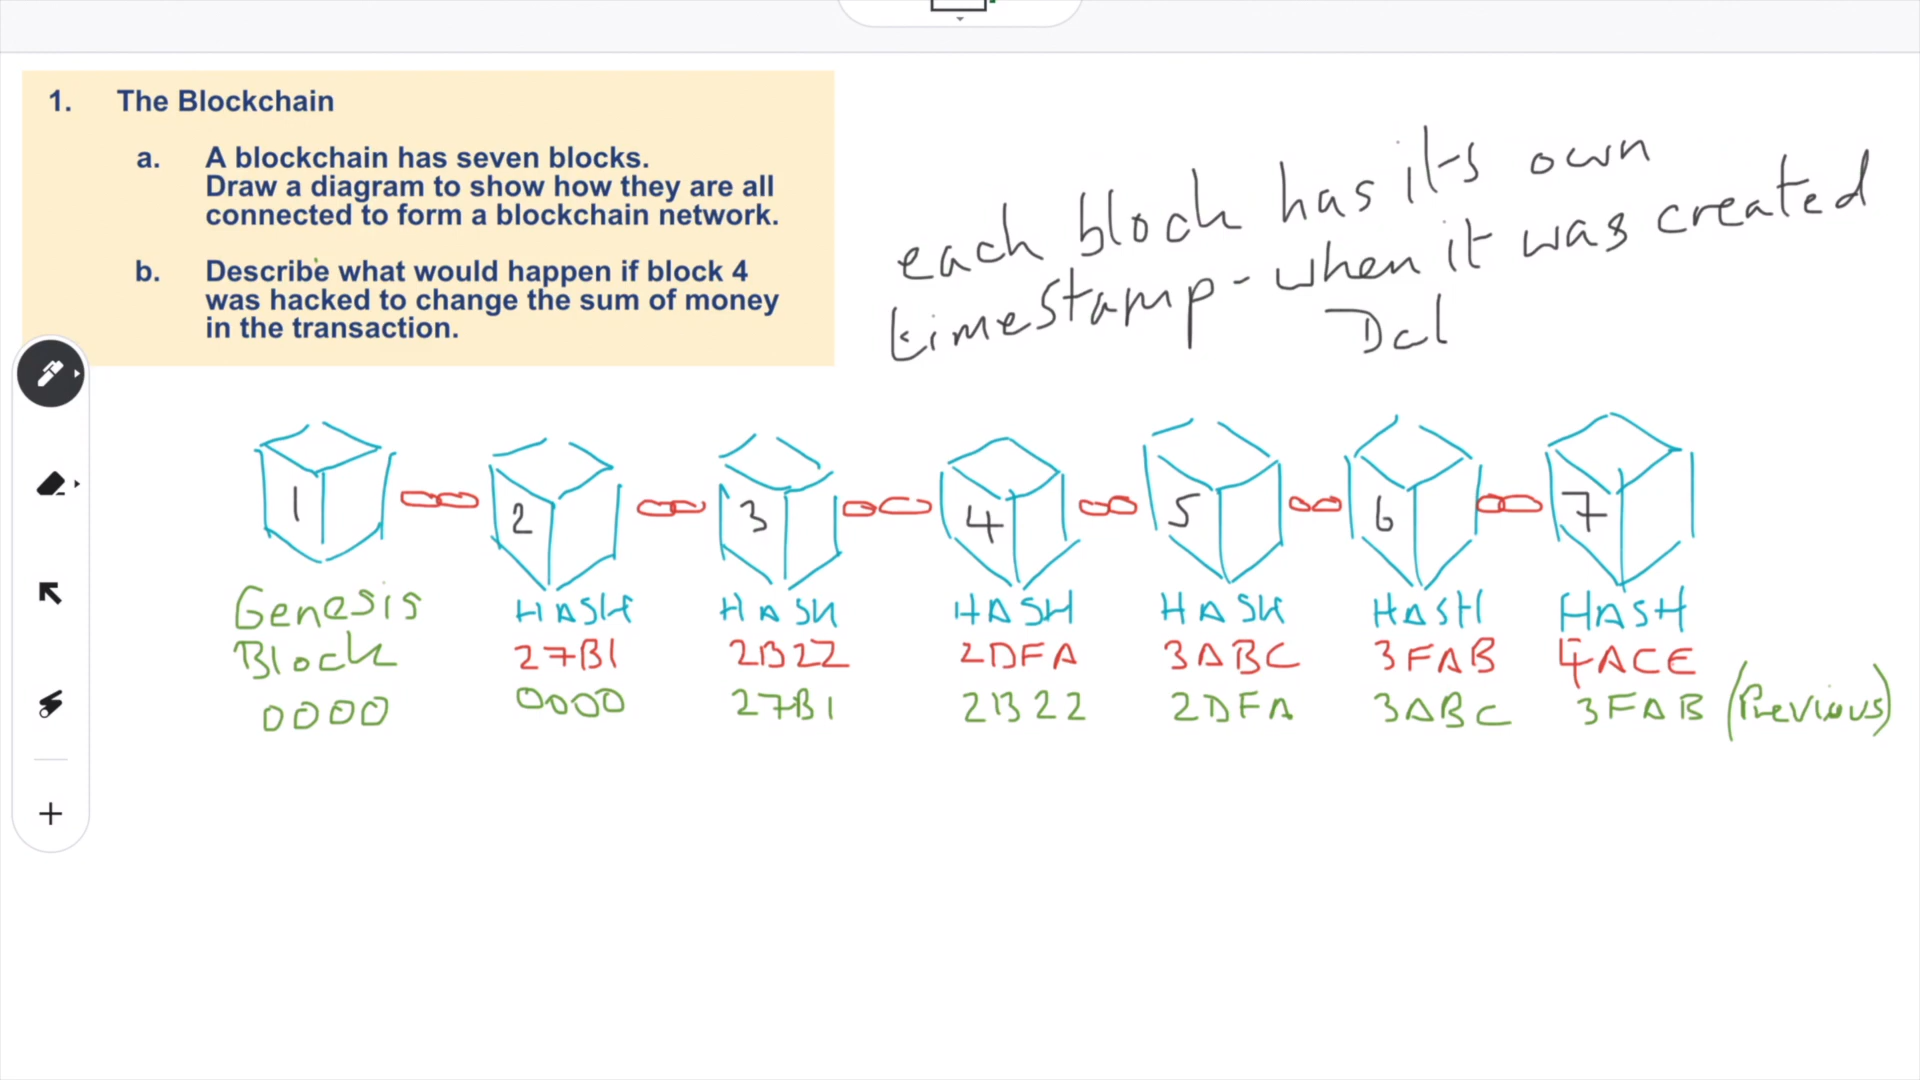 1. The Blockchain
a. A blockchain has seven blocks.
Draw a diagram to show how they are all
connected to form a blockchain network.
b. Describe what would happen if block 4
was hacked to change the sum of money
in the transaction.
each block has its own
timestamp - when it was created
1 2 3 4 5 6 7
Genesis HASH HASH HASH HASH HASH HASH
Block 27B1 2B22 2DFA 3ABC 3FAB FACE
0000 0000 27B1 2B22 2DFA 3ABC 3FAB (Previous)